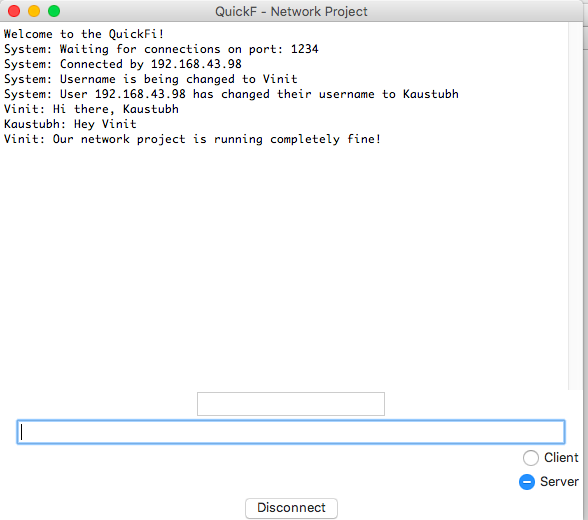 QuickF - Network Project
Welcome to the QuickFi!
System: Waiting for connections on port: 1234
System: Connected by 192.168.43.98
System: Username is being changed to Vinit
System: User 192.168.43.98 has changed their username to Kaustubh
Vinit: Hi there, Kaustubh
Kaustubh: Hey Vinit
Vinit: Our network project is running completely fine!
Client
Server
Disconnect